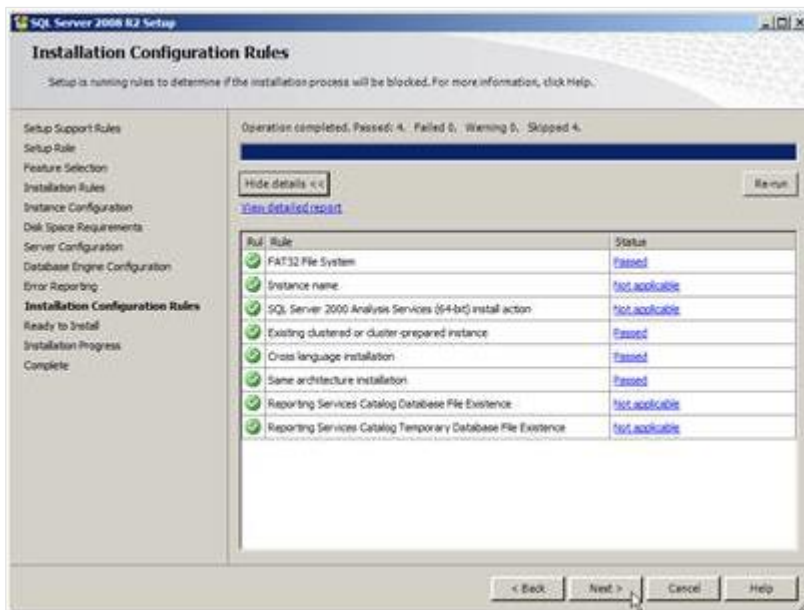 SQL Server 2008 R2 Setup
Installation Configuration Rules
Setup is running rules to determine if the installation process will be blocked. For more information, click Help.
Setup Support Rules
Setup Role
Feature Selection
Installation Rules
Instance Configuration
Disk Space Requirements
Server Configuration
Database Engine Configuration
Error Reporting
Installation Configuration Rules
Ready to Install
Installation Progress
Complete
Operation completed. Passed: 4. Failed 0. Warning 0. Skipped 4.
Hide details <<
Re-run
View detailed report
Rul Rule Status
FAT32 File System Passed
Instance name Not applicable
SQL Server 2000 Analysis Services (64-bit) install action Not applicable
Existing clustered or cluster-prepared instance Passed
Cross language installation Passed
Same architecture installation Passed
Reporting Services Catalog Database File Existence Not applicable
Reporting Services Catalog Temporary Database File Existence Not applicable
< Back Next > Cancel Help